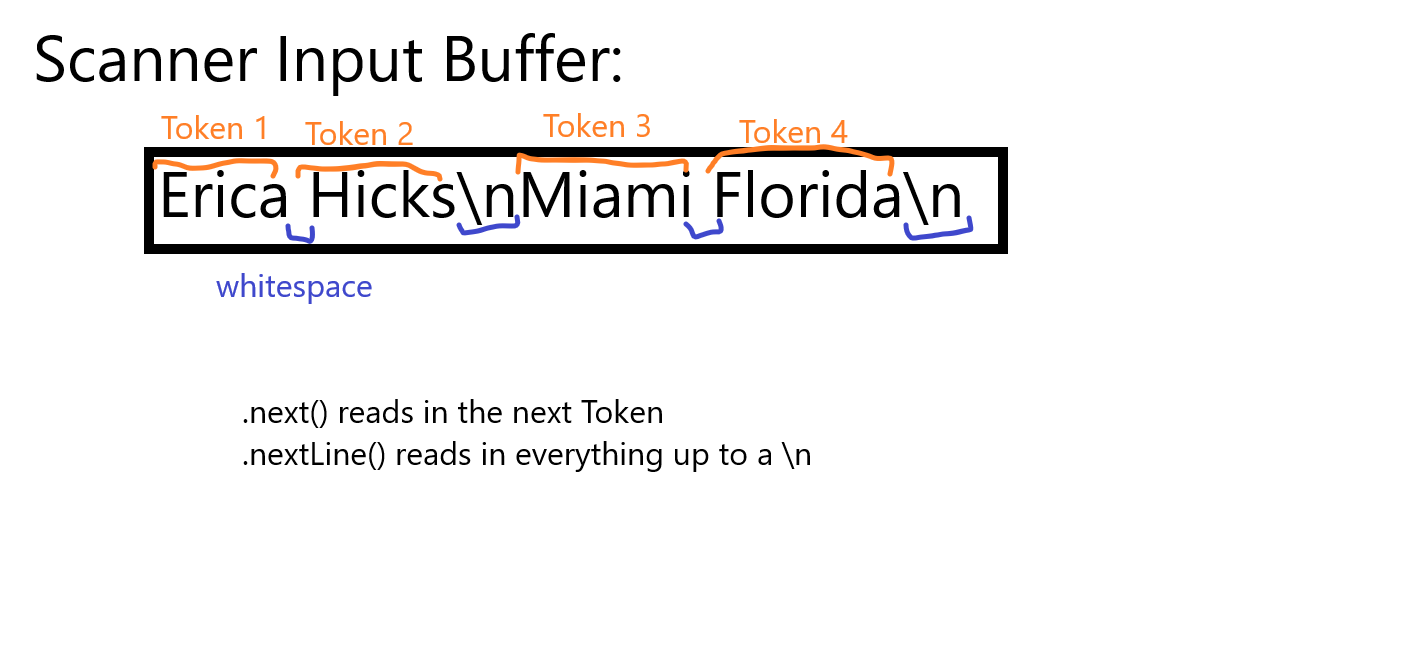 Scanner Input Buffer:
Token 1 Token 2 Token 3 Token 4
Erica Hicks\nMiami Florida\n
whitespace
.next() reads in the next Token
.nextLine() reads in everything up to a \n